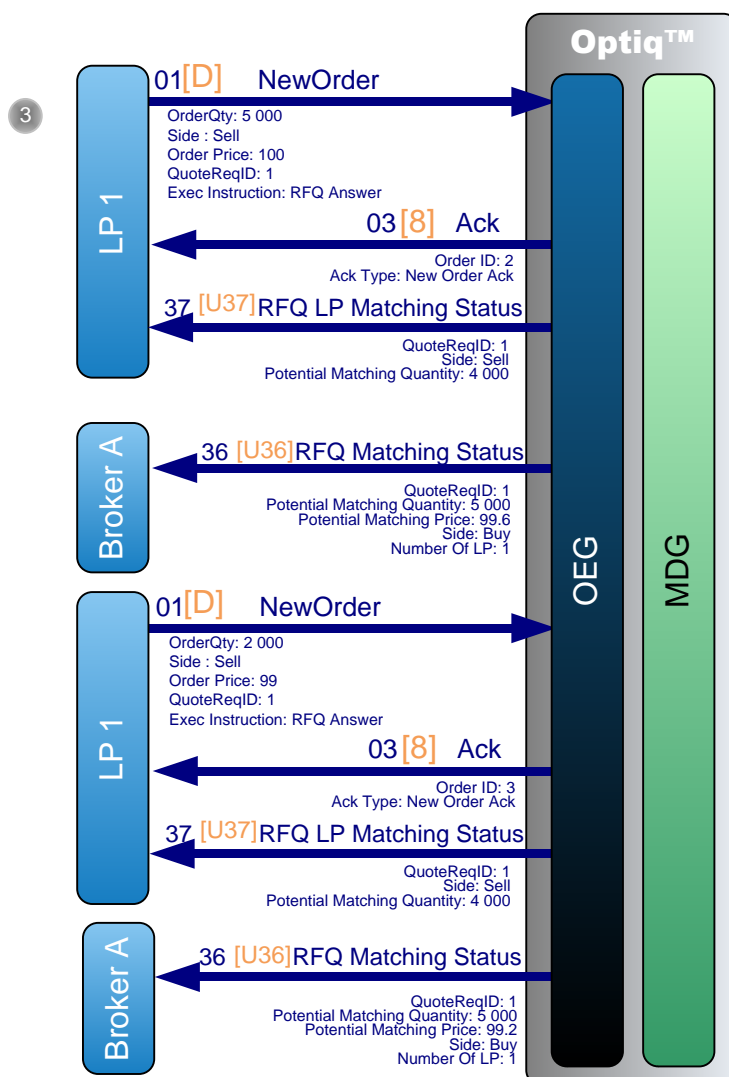 Optiq™
01[D] NewOrder
3
OrderQty: 5 000
Side : Sell
Order Price: 100
QuoteReqID: 1
Exec Instruction: RFQ Answer
LP 1
03[8] Ack
Order ID: 2
Ack Type: New Order Ack
37 [U37]RFQ LP Matching Status
QuoteReqID: 1
Side: Sell
Potential Matching Quantity: 4 000
Broker A
36 [U36]RFQ Matching Status
QuoteReqID: 1
Potential Matching Quantity: 5 000
Potential Matching Price: 99.6
Side: Buy
Number Of LP: 1
OEG
MDG
01[D] NewOrder
OrderQty: 2 000
Side : Sell
Order Price: 99
QuoteReqID: 1
Exec Instruction: RFQ Answer
LP 1
03[8] Ack
Order ID: 3
Ack Type: New Order Ack
37 [U37]RFQ LP Matching Status
QuoteReqID: 1
Side: Sell
Potential Matching Quantity: 4 000
Broker A
36 [U36]RFQ Matching Status
QuoteReqID: 1
Potential Matching Quantity: 5 000
Potential Matching Price: 99.2
Side: Buy
Number Of LP: 1